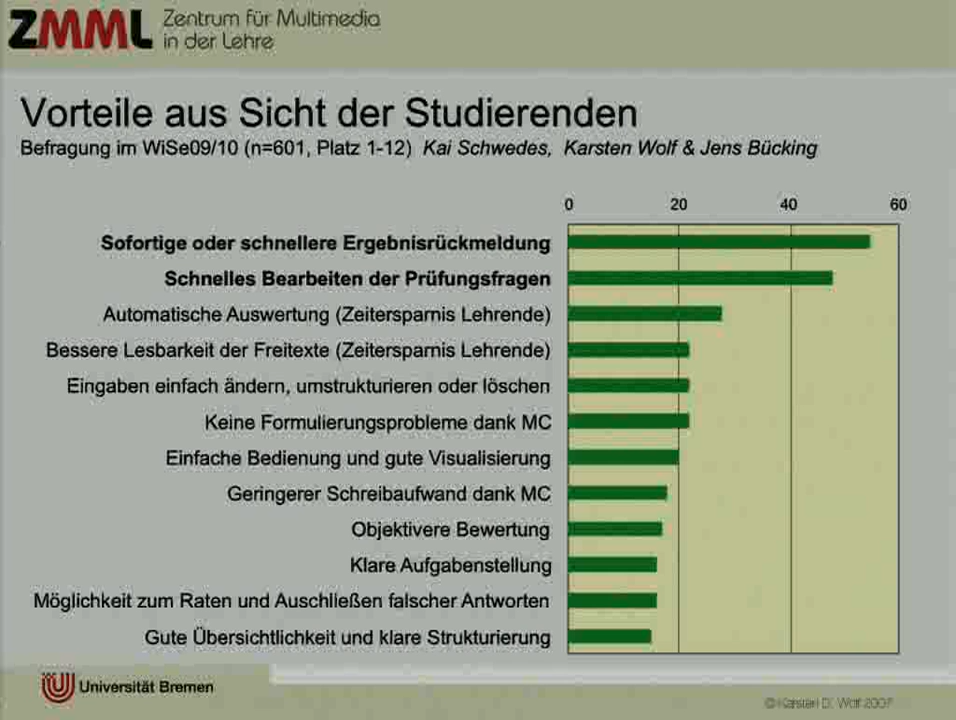 ZMML Zentrum für Multimedia
in der Lehre
Vorteile aus Sicht der Studierenden
Befragung im WiSe09/10 (n=601, Platz 1-12) Kai Schwedes, Karsten Wolf & Jens Bücking
0 20 40 60
Sofortige oder schnellere Ergebnisrückmeldung
Schnelles Bearbeiten der Prüfungsfragen
Automatische Auswertung (Zeitersparnis Lehrende)
Bessere Lesbarkeit der Freitexte (Zeitersparnis Lehrende)
Eingaben einfach ändern, umstrukturieren oder löschen
Keine Formulierungsprobleme dank MC
Einfache Bedienung und gute Visualisierung
Geringerer Schreibaufwand dank MC
Objektivere Bewertung
Klare Aufgabenstellung
Möglichkeit zum Raten und Auschließen falscher Antworten
Gute Übersichtlichkeit und klare Strukturierung
Universität Bremen
© Karsten D. Wolf 2007